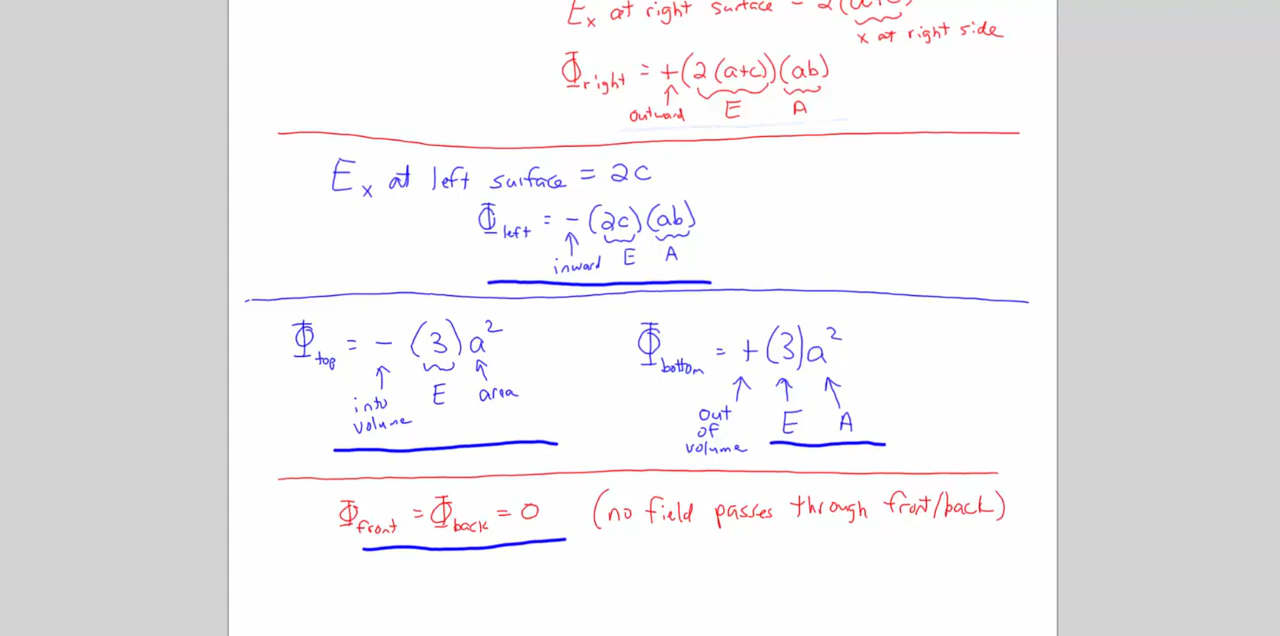 Ex at right surface = 2(a+c)
x at right side
Φright = +(2(a+c))(ab)
outward E A
Ex at left surface = 2c
Φleft = -(2c)(ab)
inward E A
Φtop = - (3)a²
into volume E area
Φbottom = +(3)a²
out of volume E A
Φfront = Φback = 0 (no field passes through front/back)